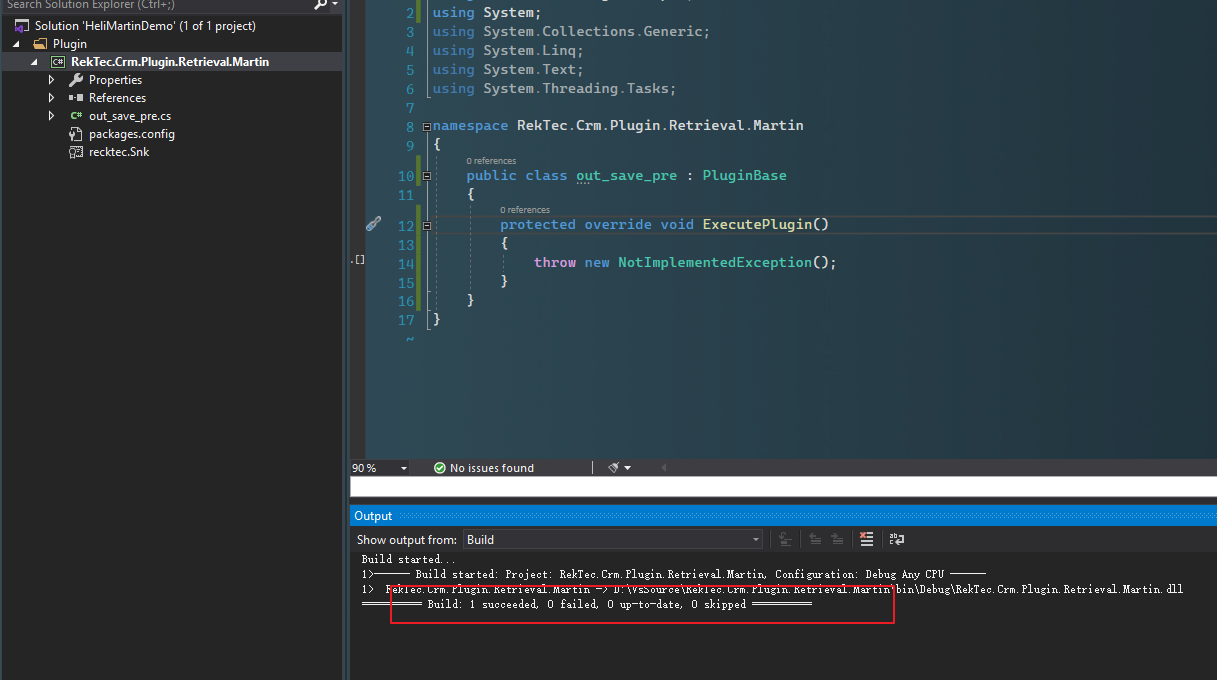 Search Solution Explorer (Ctrl+;)
Solution 'HeliMartinDemo' (1 of 1 project)
Plugin
C# RekTec.Crm.Plugin.Retrieval.Martin
Properties
References
C# out_save_pre.cs
packages.config
recktec.Snk
2 using System;
3 using System.Collections.Generic;
4 using System.Linq;
5 using System.Text;
6 using System.Threading.Tasks;
7
8 namespace RekTec.Crm.Plugin.Retrieval.Martin
9 {
0 references
10 public class out_save_pre : PluginBase
11 {
0 references
12 protected override void ExecutePlugin()
13 {
.[]
14 throw new NotImplementedException();
15 }
16 }
17 }
~
90 %
No issues found
Output
Show output from: Build
Build started...
1>------ Build started: Project: RekTec.Crm.Plugin.Retrieval.Martin, Configuration: Debug Any CPU ------
1> RekTec.Crm.Plugin.Retrieval.Martin -> D:\VsSource\RekTec.Crm.Plugin.Retrieval.Martin\bin\Debug\RekTec.Crm.Plugin.Retrieval.Martin.dll
========== Build: 1 succeeded, 0 failed, 0 up-to-date, 0 skipped ==========